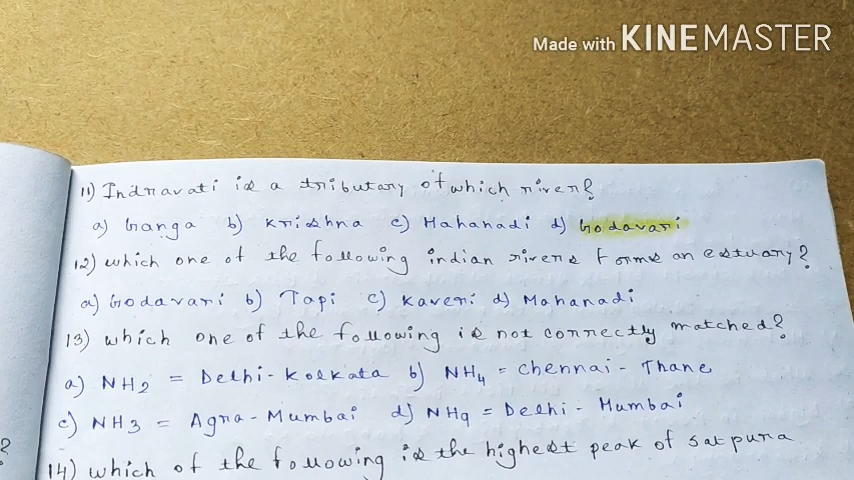 Made with KINEMASTER
11) Indravati is a tributary of which river?
a) Ganga b) Krishna c) Mahanadi d) Godavari
12) which one of the following indian rivers forms an estuary?
a) Godavari b) Tapi c) Kaveri d) Mahanadi
13) which one of the following is not correctly matched?
a) NH2 = Delhi-Kolkata b) NH4 = Chennai - Thane
c) NH3 = Agra-Mumbai d) NH9 = Delhi - Mumbai
14) which of the following is the highest peak of satpura
?